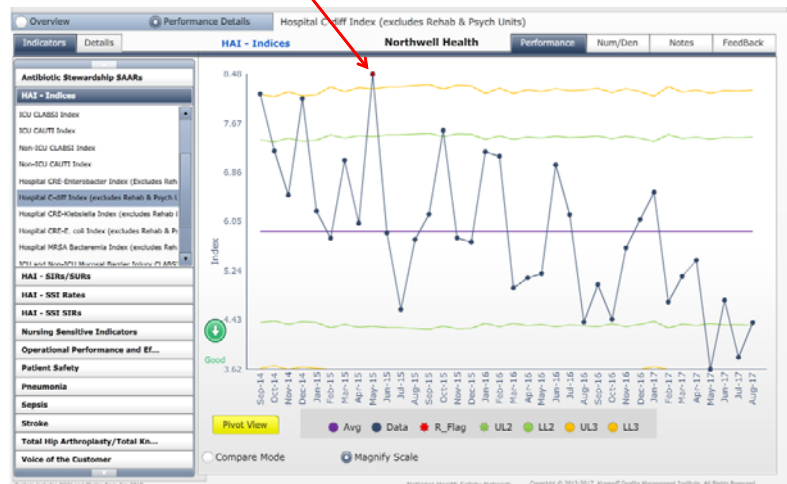 Overview
Performance Details
Hospital C-diff Index (excludes Rehab & Psych Units)
Indicators
Details
HAI - Indices
Northwell Health
Performance
Num/Den
Notes
FeedBack
Antibiotic Stewardship SAARs
HAI - Indices
ICU CLABSI Index
ICU CAUTI Index
Non-ICU CLABSI Index
Non-ICU CAUTI Index
Hospital CRE-Enterobacter Index (Excludes Reh
Hospital C-diff Index (excludes Rehab & Psych U
Hospital CRE-Klebsiella Index (excludes Rehab &
Hospital CRE-E. coli Index (excludes Rehab & Ps
Hospital MRSA Bacteremia Index (excludes Reh
ICU and Non-ICU Mucosal Barrier Injury CLABS
HAI - SIRs/SURs
HAI - SSI Rates
HAI - SSI SIRs
Nursing Sensitive Indicators
Operational Performance and Ef...
Patient Safety
Pneumonia
Sepsis
Stroke
Total Hip Arthroplasty/Total Kn...
Voice of the Customer
8.48
7.67
6.86
6.05
5.24
4.43
3.62
Index
Good
Sep-14
Oct-14
Nov-14
Dec-14
Jan-15
Feb-15
Mar-15
Apr-15
May-15
Jun-15
Jul-15
Aug-15
Sep-15
Oct-15
Nov-15
Dec-15
Jan-16
Feb-16
Mar-16
Apr-16
May-16
Jun-16
Jul-16
Aug-16
Sep-16
Oct-16
Nov-16
Dec-16
Jan-17
Feb-17
Mar-17
Apr-17
May-17
Jun-17
Jul-17
Aug-17
Pivot View
Avg
Data
R_Flag
UL2
LL2
UL3
LL3
Compare Mode
Magnify Scale